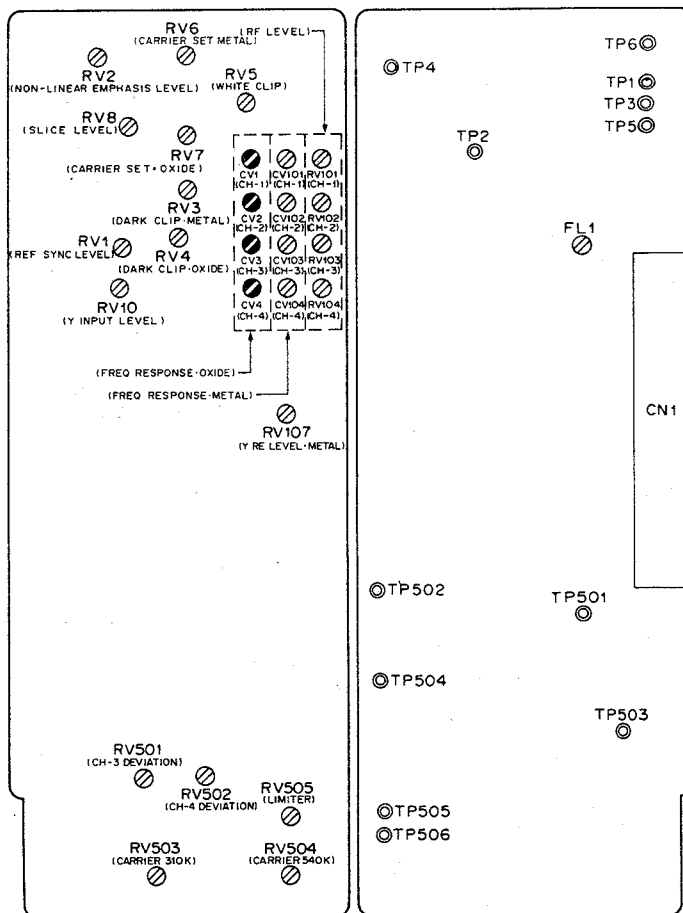 RV6
(CARRIER SET METAL)
(RF LEVEL)
RV2
(NON-LINEAR EMPHASIS LEVEL)
RV5
(WHITE CLIP)
RV8
(SLICE LEVEL)
RV7
(CARRIER SET·OXIDE)
RV3
(DARK CLIP·METAL)
RV1
(REF SYNC LEVEL)
RV4
(DARK CLIP·OXIDE)
RV10
(Y INPUT LEVEL)
CV1 CV101 RV101
(CH-1) (CH-1) (CH-1)
CV2 CV102 RV102
(CH-2) (CH-2) (CH-2)
CV3 CV103 RV103
(CH-3) (CH-3) (CH-3)
CV4 CV104 RV104
(CH-4) (CH-4) (CH-4)
(FREQ RESPONSE·OXIDE)
(FREQ RESPONSE·METAL)
RV107
(Y RE LEVEL·METAL)
RV501
(CH-3 DEVIATION)
RV502
(CH-4 DEVIATION)
RV505
(LIMITER)
RV503
(CARRIER 310K)
RV504
(CARRIER 540K)
TP6
TP4
TP1
TP3
TP5
TP2
FL1
CN1
TP502
TP501
TP504
TP503
TP505
TP506